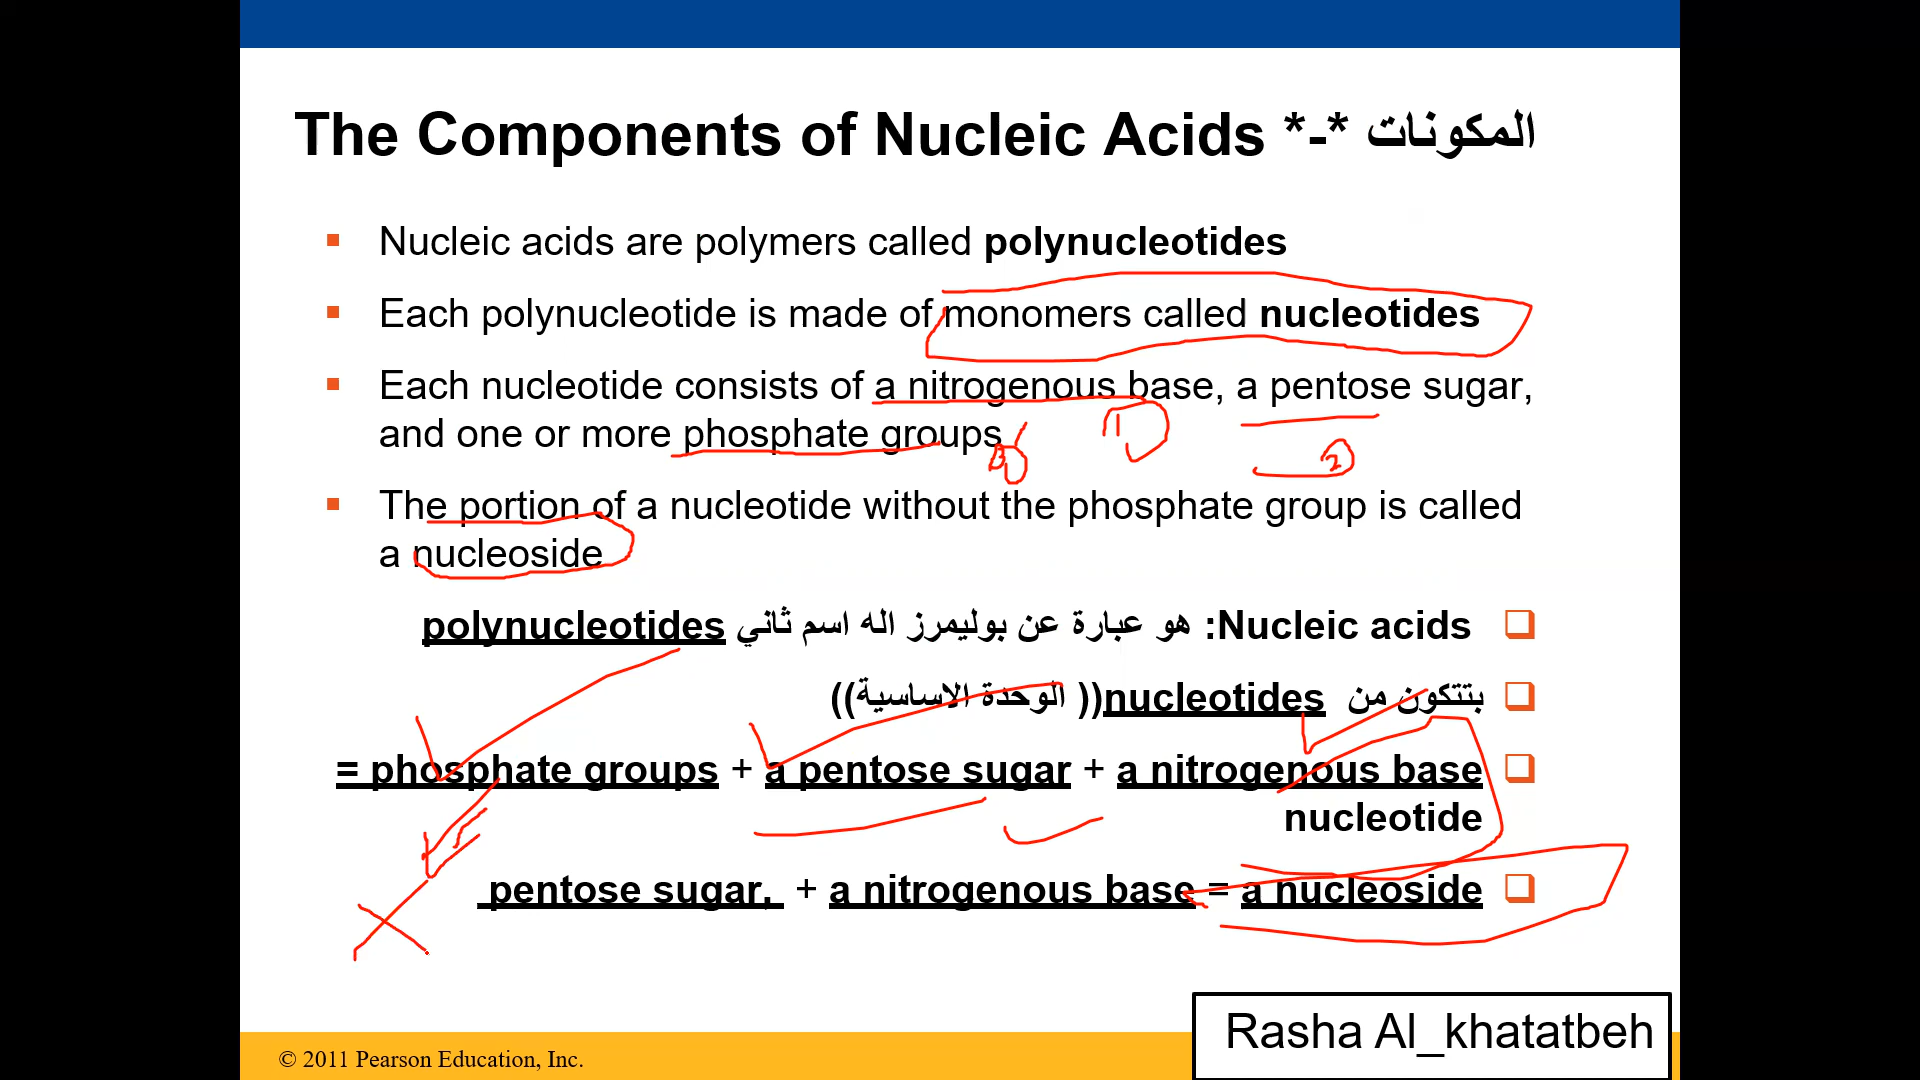 The Components of Nucleic Acids *-* المكونات
Nucleic acids are polymers called polynucleotides
Each polynucleotide is made of monomers called nucleotides
Each nucleotide consists of a nitrogenous base, a pentose sugar,
and one or more phosphate groups
1
3
2
The portion of a nucleotide without the phosphate group is called
a nucleoside
Nucleic acids: هو عبارة عن بوليمرز اله اسم ثاني polynucleotides
بتتكون من nucleotides(( الوحدة الاساسية))
= phosphate groups + a pentose sugar + a nitrogenous base
nucleotide
pentose sugar, + a nitrogenous base = a nucleoside
Rasha Al_khatatbeh
© 2011 Pearson Education, Inc.